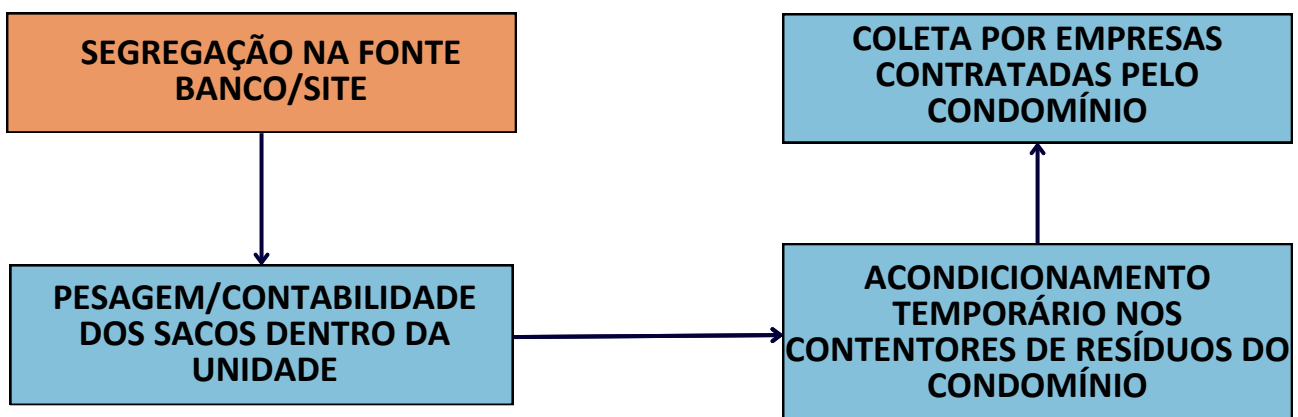 SEGREGAÇÃO NA FONTE
BANCO/SITE
PESAGEM/CONTABILIDADE
DOS SACOS DENTRO DA
UNIDADE
ACONDICIONAMENTO
TEMPORÁRIO NOS
CONTENTORES DE RESÍDUOS DO
CONDOMÍNIO
COLETA POR EMPRESAS
CONTRATADAS PELO
CONDOMÍNIO